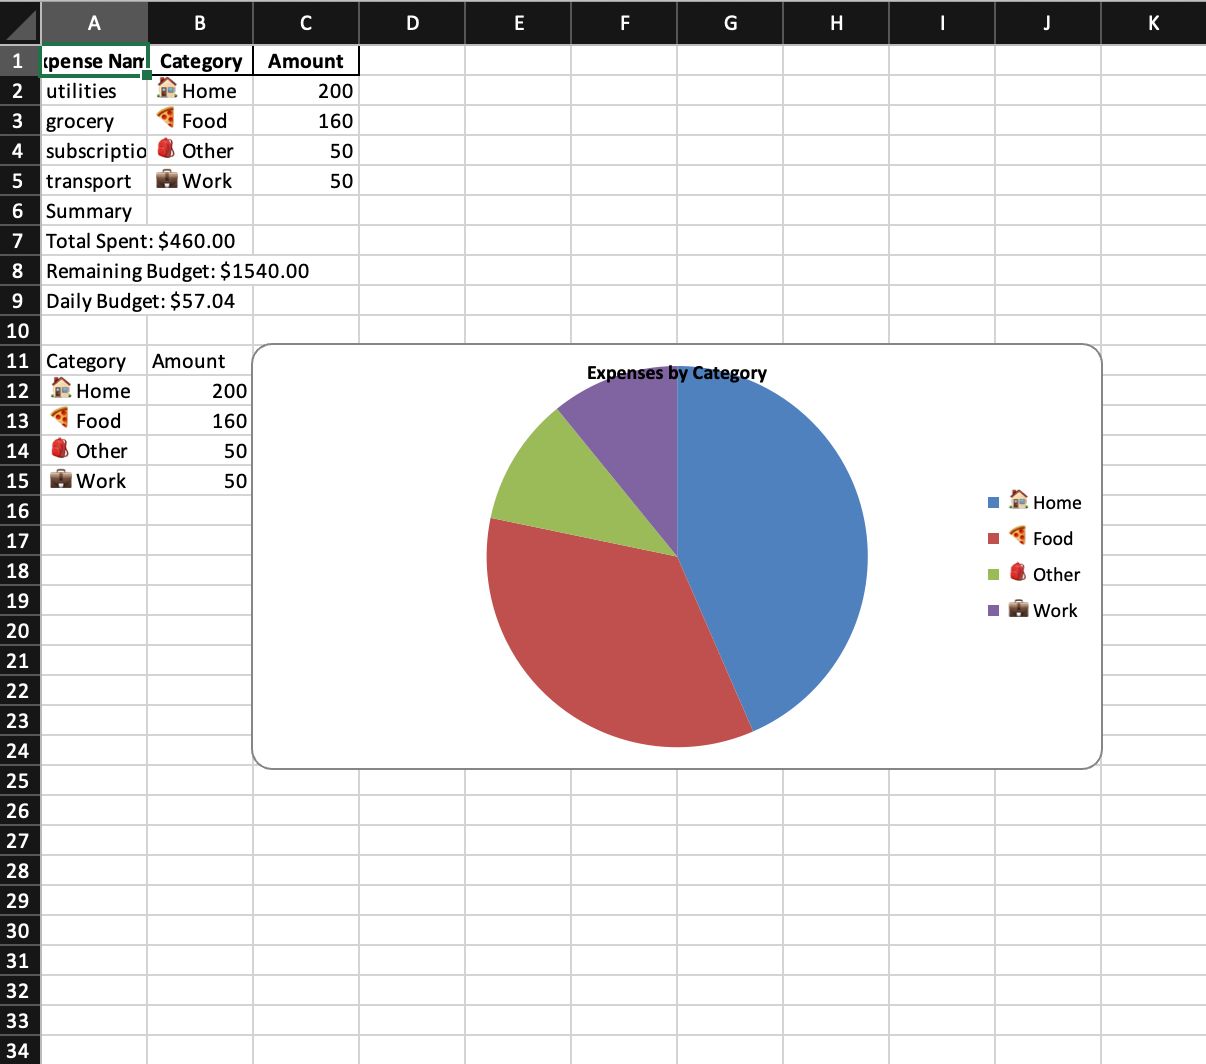 A B C D E F G H I J K
1 xpense Nam Category Amount
2 utilities 🏠 Home 200
3 grocery 🍕 Food 160
4 subscriptio 🎒 Other 50
5 transport 💼 Work 50
6 Summary
7 Total Spent: $460.00
8 Remaining Budget: $1540.00
9 Daily Budget: $57.04
10
11 Category Amount
12 🏠 Home 200
13 🍕 Food 160
14 🎒 Other 50
15 💼 Work 50
16
17
18
19
20
21
22
23
24
25
26
27
28
29
30
31
32
33
34
Expenses by Category
🏠 Home
🍕 Food
🎒 Other
💼 Work